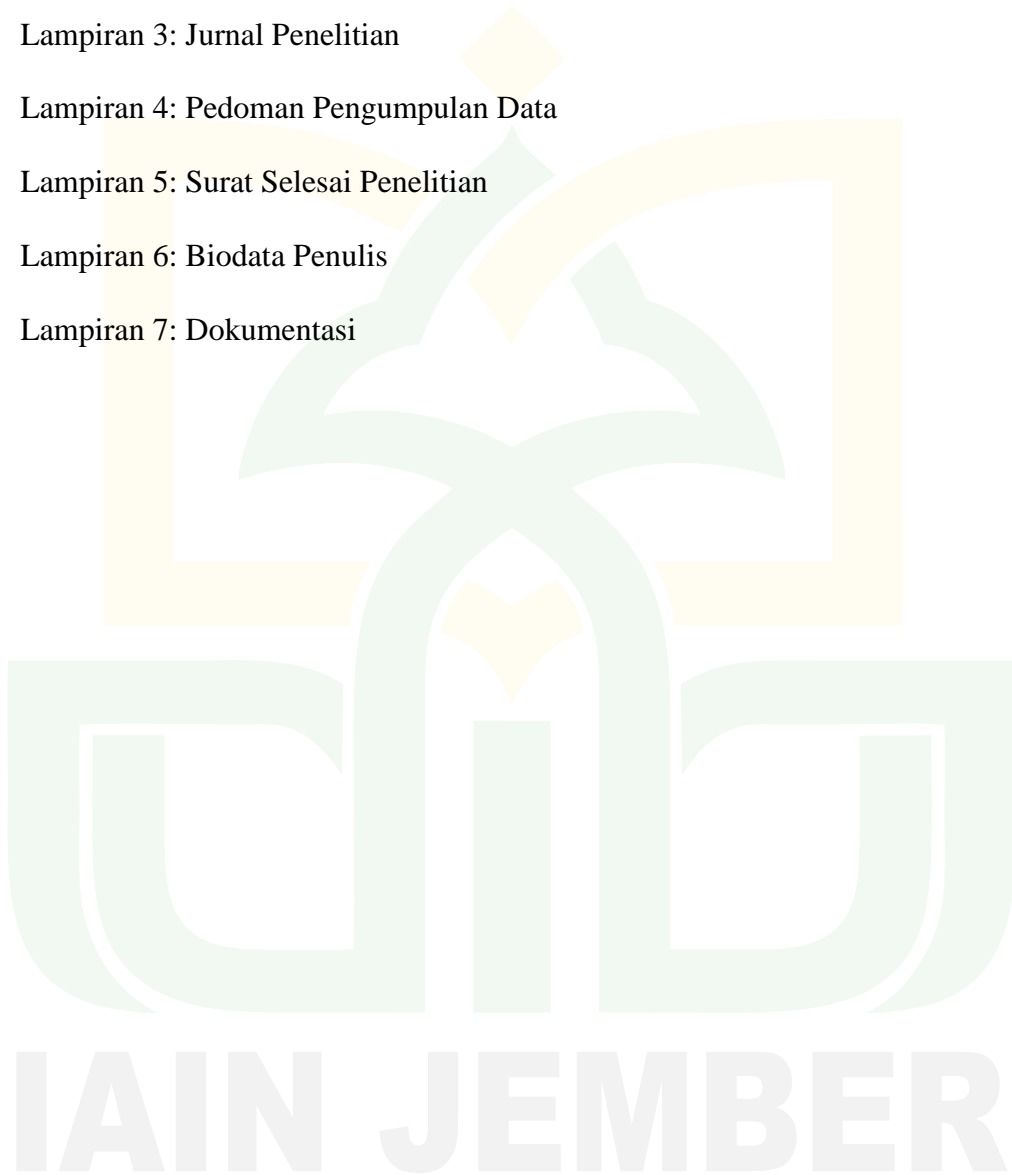 Lampiran 3: Jurnal Penelitian
Lampiran 4: Pedoman Pengumpulan Data
Lampiran 5: Surat Selesai Penelitian
Lampiran 6: Biodata Penulis
Lampiran 7: Dokumentasi
IAIN JEMBER